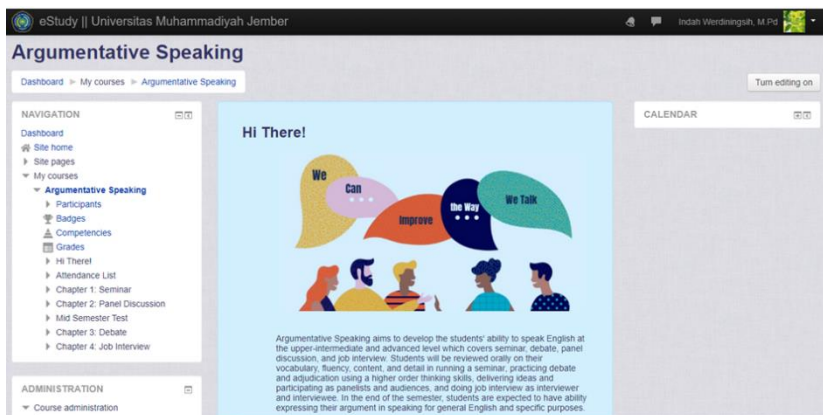 eStudy || Universitas Muhammadiyah Jember
Indah Werdiningsih, M.Pd
Argumentative Speaking
Dashboard
My courses
Argumentative Speaking
Turn editing on
NAVIGATION
Dashboard
Site home
Site pages
My courses
Argumentative Speaking
Participants
Badges
Competencies
Grades
Hi There!
Attendance List
Chapter 1: Seminar
Chapter 2: Panel Discussion
Mid Semester Test
Chapter 3: Debate
Chapter 4: Job Interview
ADMINISTRATION
Course administration
Hi There!
We
Can
Improve
the Way
We Talk
Argumentative Speaking aims to develop the students' ability to speak English at
the upper-intermediate and advanced level which covers seminar, debate, panel
discussion, and job interview. Students will be reviewed orally on their
vocabulary, fluency, content, and detail in running a seminar, practicing debate
and adjudication using a higher order thinking skills, delivering ideas and
participating as panelists and audiences, and doing job interview as interviewer
and interviewee. In the end of the semester, students are expected to have ability
expressing their argument in speaking for general English and specific purposes.
CALENDAR